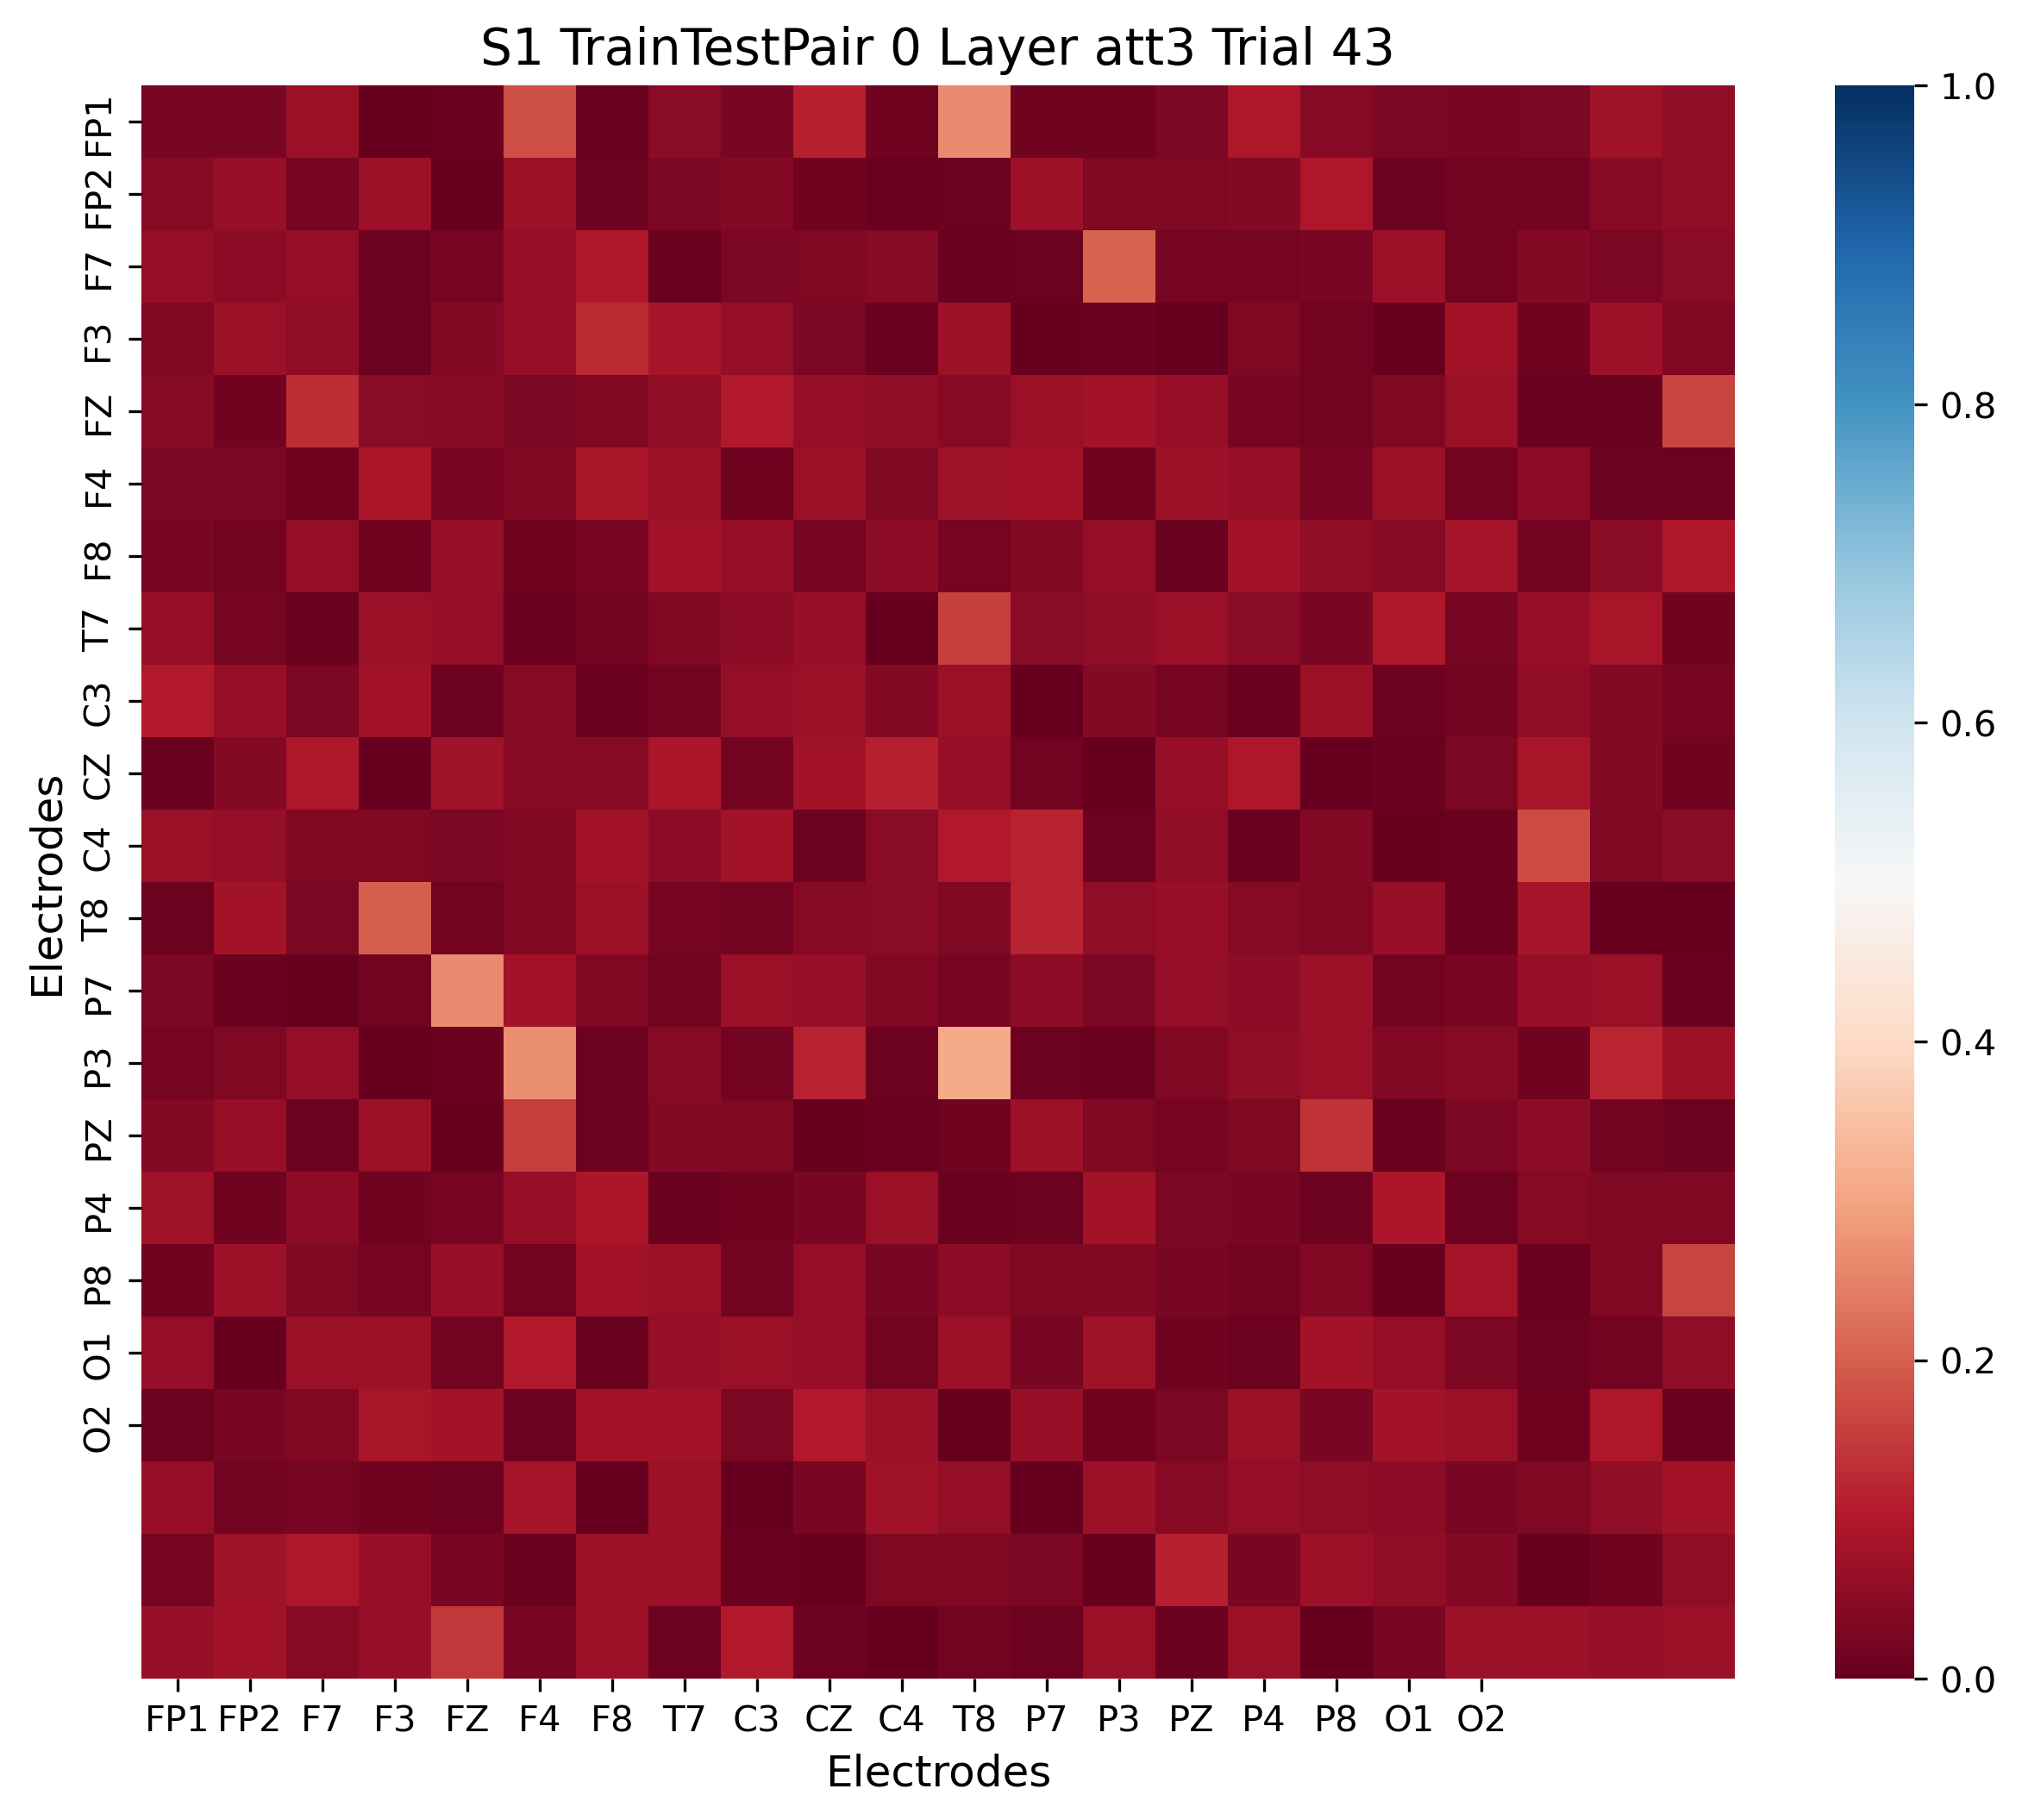 S1 TrainTestPair 0 Layer att3 Trial 43
Electrodes
FP1
FP2
F7
F3
FZ
F4
F8
T7
C3
CZ
C4
T8
P7
P3
PZ
P4
P8
O1
O2
FP1 FP2 F7 F3 FZ F4 F8 T7 C3 CZ C4 T8 P7 P3 PZ P4 P8 O1 O2
Electrodes
1.0
0.8
0.6
0.4
0.2
0.0